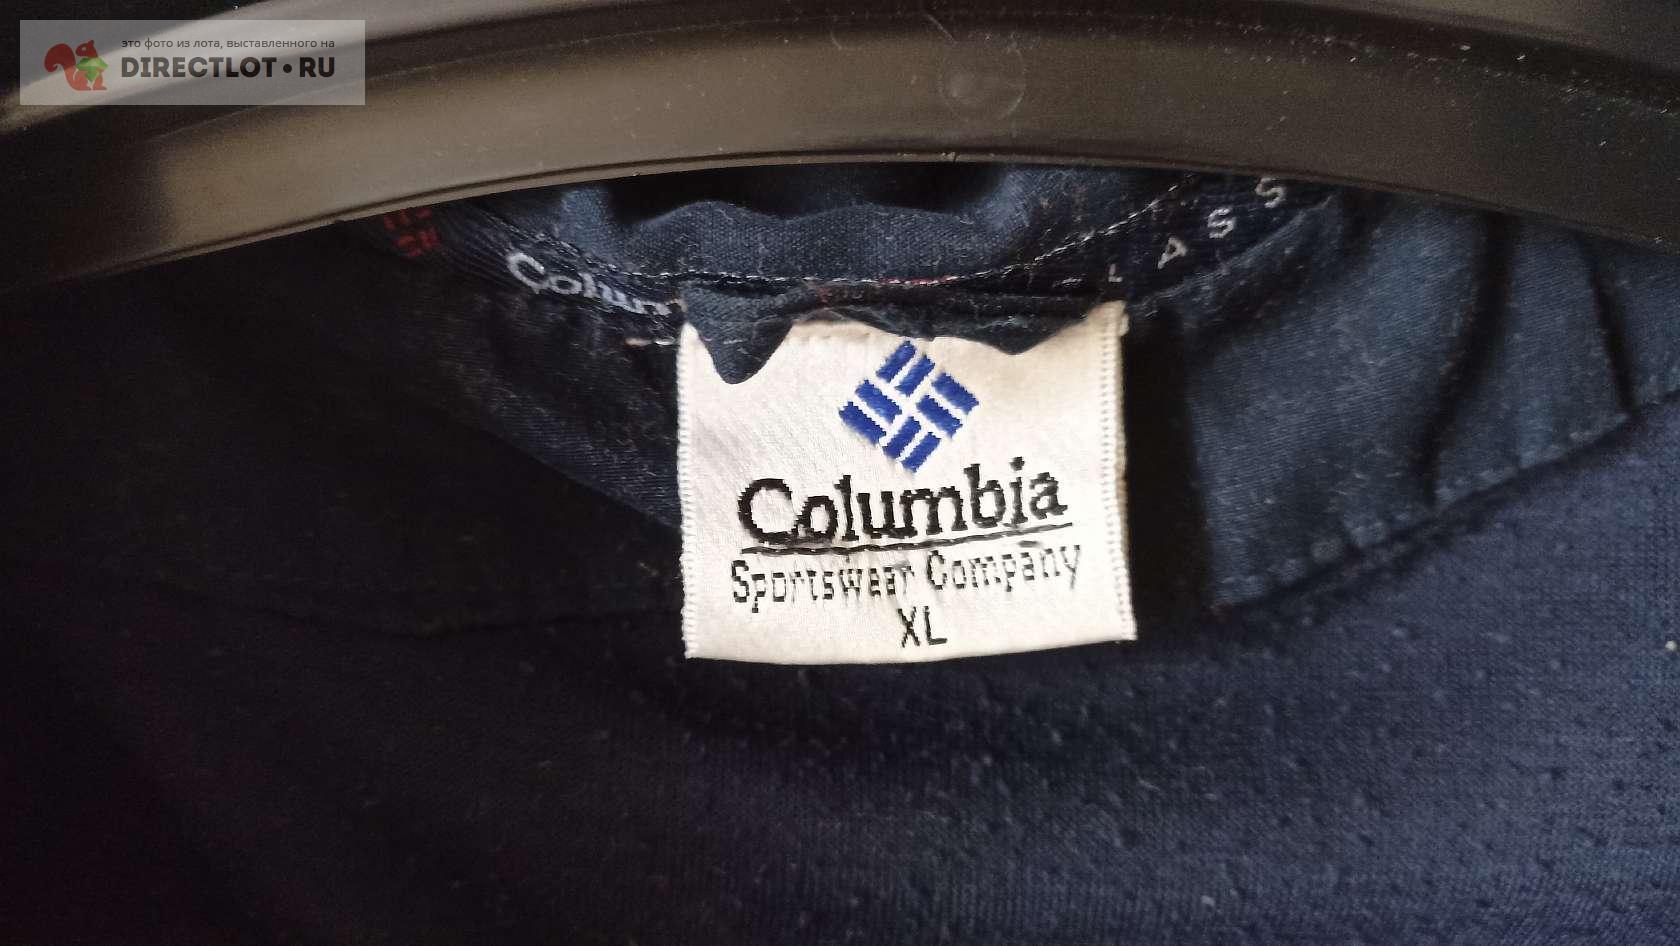 это фото из лота, выставленного на
DIRECTLOT•RU
Columbia
Sportswear Company
XL